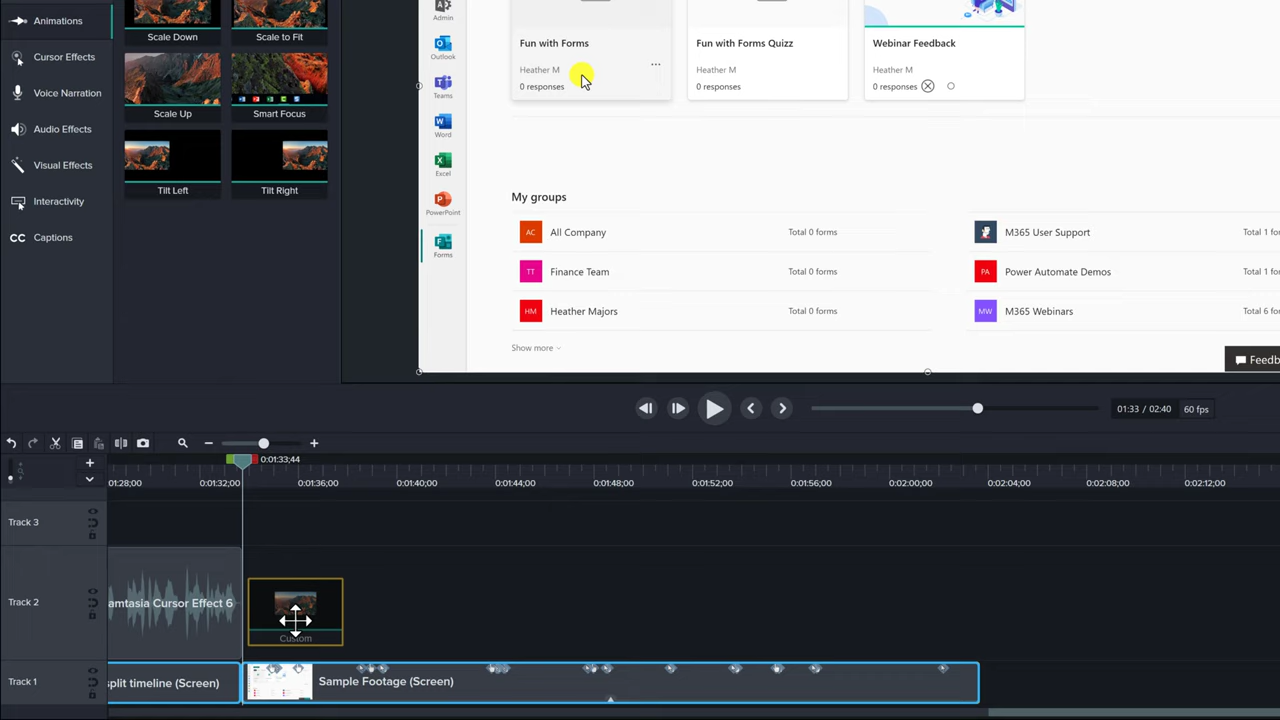 Animations
Cursor Effects
Voice Narration
Audio Effects
Visual Effects
Interactivity
Captions
Scale Down
Scale to Fit
Scale Up
Smart Focus
Tilt Left
Tilt Right
Admin
Outlook
Teams
Word
Excel
PowerPoint
Forms
Fun with Forms
Heather M
0 responses
Fun with Forms Quizz
Heather M
0 responses
Webinar Feedback
Heather M
0 responses
My groups
AC All Company Total 0 forms
TT Finance Team Total 0 forms
HM Heather Majors Total 0 forms
M365 User Support Total 1 for
PA Power Automate Demos Total 1 for
MW M365 Webinars Total 6 for
Show more
Feedb
01:33 / 02:40 60 fps
0:01:33;44
01:28;00 0:01:32;00 0:01:36;00 0:01:40;00 0:01:44;00 0:01:48;00 0:01:52;00 0:01:56;00 0:02:00;00 0:02:04;00 0:02:08;00 0:02:12;00
Track 3
Track 2
amtasia Cursor Effect 6
Custom
Track 1
split timeline (Screen)
Sample Footage (Screen)